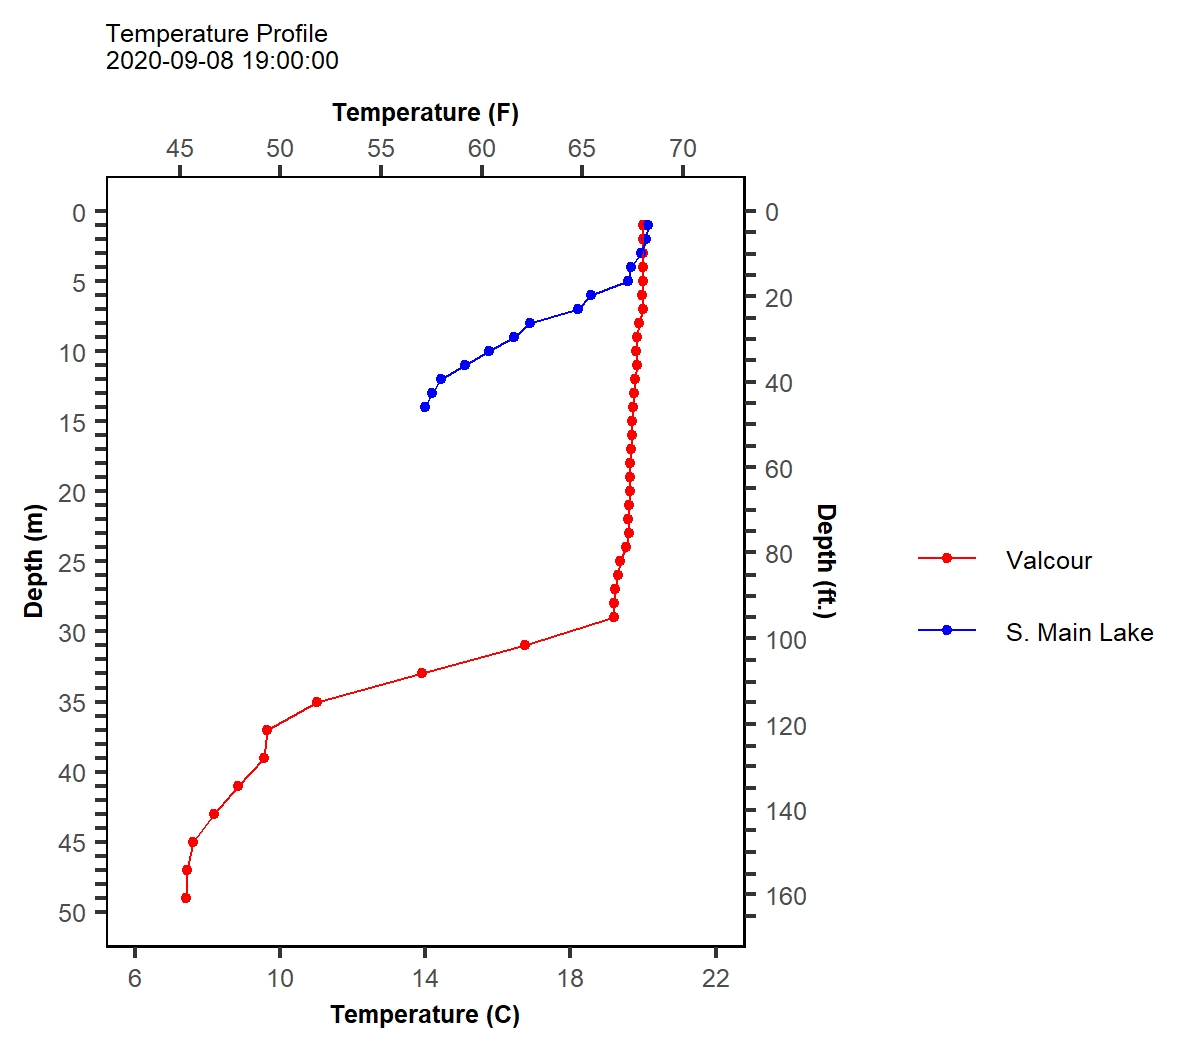 Temperature Profile
2020-09-08 19:00:00
Temperature (F)
45 50 55 60 65 70
0
5
10
15
20
25
30
35
40
45
50
Depth (m)
0
20
40
60
80
100
120
140
160
Depth (ft.)
6 10 14 18 22
Temperature (C)
Valcour
S. Main Lake